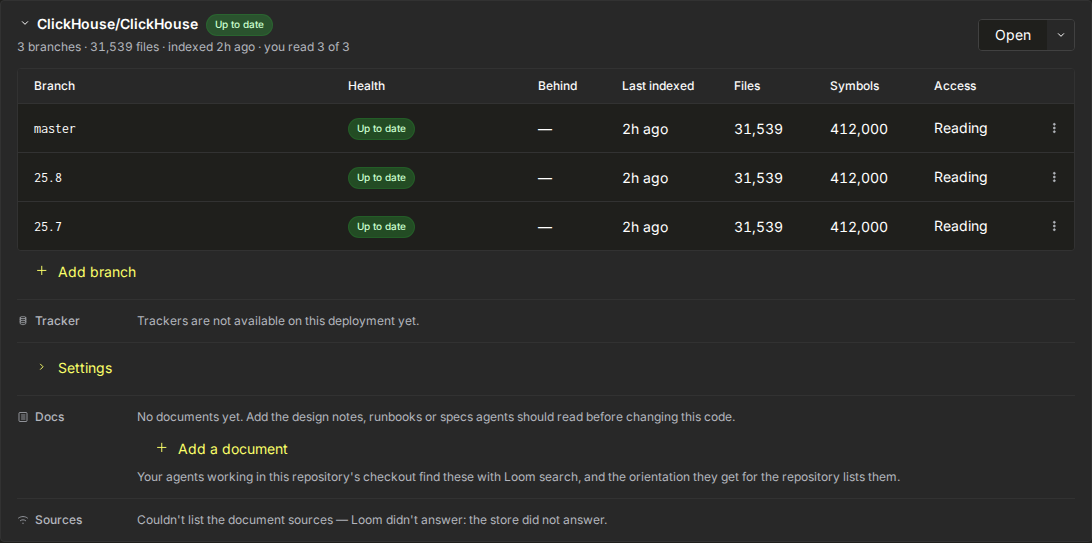 ClickHouse/ClickHouse Up to date
3 branches · 31,539 files · indexed 2h ago · you read 3 of 3
Open
Branch Health Behind Last indexed Files Symbols Access
master Up to date — 2h ago 31,539 412,000 Reading
25.8 Up to date — 2h ago 31,539 412,000 Reading
25.7 Up to date — 2h ago 31,539 412,000 Reading
+ Add branch
Tracker Trackers are not available on this deployment yet.
Settings
Docs No documents yet. Add the design notes, runbooks or specs agents should read before changing this code.
+ Add a document
Your agents working in this repository's checkout find these with Loom search, and the orientation they get for the repository lists them.
Sources Couldn't list the document sources — Loom didn't answer: the store did not answer.